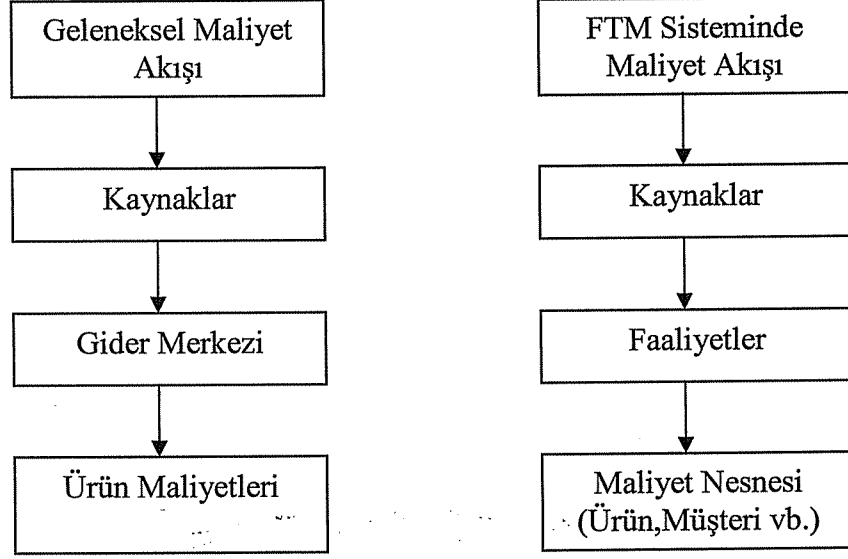 Geleneksel Maliyet
Akışı
Kaynaklar
Gider Merkezi
Ürün Maliyetleri
FTM Sisteminde
Maliyet Akışı
Kaynaklar
Faaliyetler
Maliyet Nesnesi
(Ürün,Müşteri vb.)